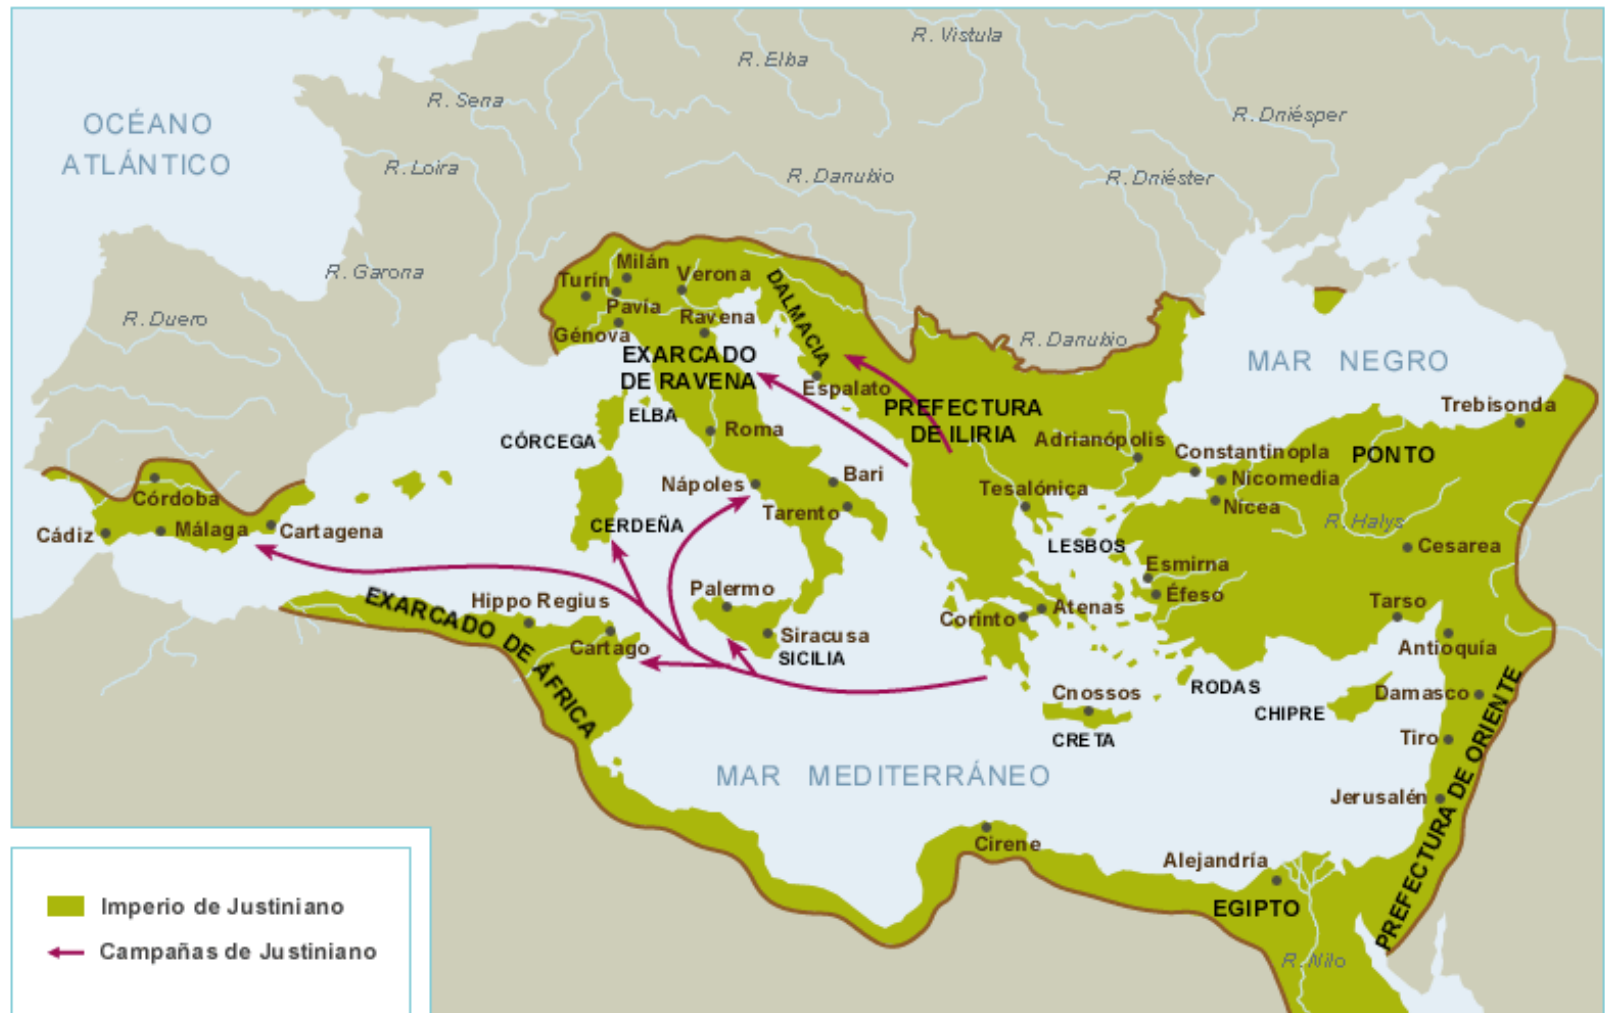 R. Vistula
R. Elba
R. Sena
R. Dniésper
OCÉANO
ATLÁNTICO
R. Loira
R. Danubio
R. Dniéster
R. Garona
Milán
Verona
Turín
Pavía
DALMACIA
R. Duero
Ravena
Génova
R. Danubio
MAR NEGRO
EXARCADO
DE RAVENA
Espalato
PREFECTURA
DE ILIRIA
Trebisonda
ELBA
CÓRCEGA
Roma
Adrianópolis
Constantinopla
PONTO
Nicomedia
Nícea
Córdoba
Nápoles
Bari
Tesalónica
Tarento
CERDEÑA
R. Halys
Cádiz
Málaga
Cartagena
LESBOS
Cesarea
Esmirna
Éfeso
Palermo
Hippo Regius
EXARCADO DE ÁFRICA
Corinto
Atenas
Tarso
Cartago
Siracusa
SICILIA
Antioquía
Cnossos
RODAS
Damasco
CHIPRE
CRETA
Tiro
MAR MEDITERRÁNEO
Jerusalén
PREFECTURA DE ORIENTE
Cirene
Alejandría
EGIPTO
R. Nilo
Imperio de Justiniano
Campañas de Justiniano